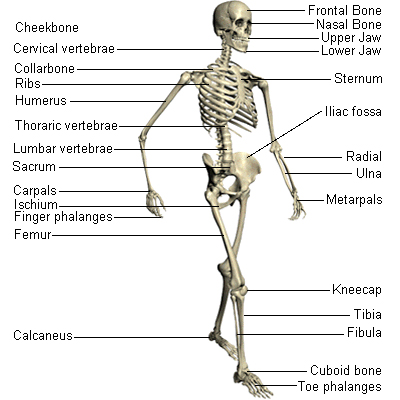 Frontal Bone
Nasal Bone
Cheekbone
Upper Jaw
Cervical vertebrae
Lower Jaw
Collarbone
Sternum
Ribs
Humerus
Iliac fossa
Thoraric vertebrae
Lumbar vertebrae
Radial
Sacrum
Ulna
Carpals
Metarpals
Ischium
Finger phalanges
Femur
Kneecap
Tibia
Fibula
Calcaneus
Cuboid bone
Toe phalanges